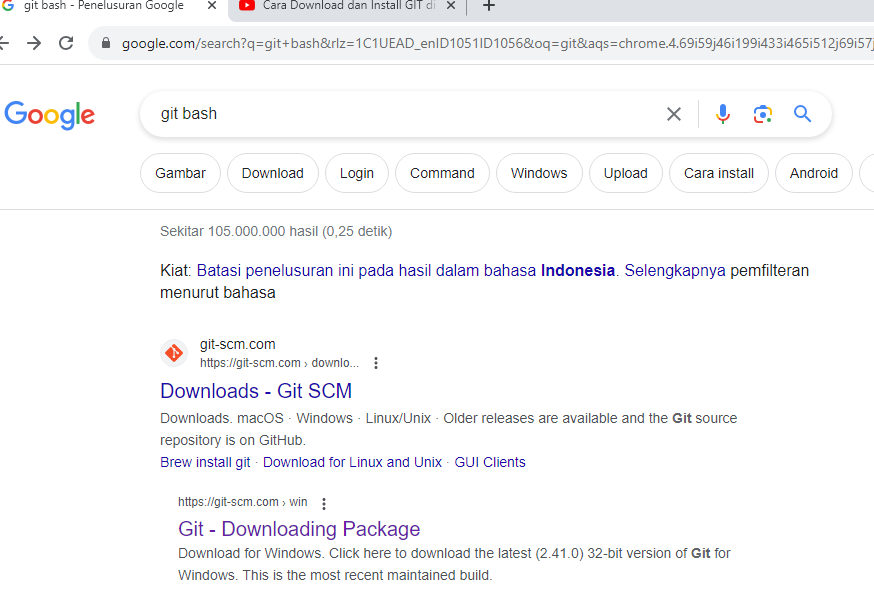 git bash - Penelusuran Google
Cara Download dan Install GIT di
google.com/search?q=git+bash&rlz=1C1UEAD_enID1051ID1056&oq=git&aqs=chrome.4.69i59j46i199i433i465i512j69i57j
Google
git bash
Gambar
Download
Login
Command
Windows
Upload
Cara install
Android
Sekitar 105.000.000 hasil (0,25 detik)
Kiat: Batasi penelusuran ini pada hasil dalam bahasa Indonesia. Selengkapnya pemfilteran
menurut bahasa
git-scm.com
https://git-scm.com › downlo...
Downloads - Git SCM
Downloads. macOS · Windows · Linux/Unix · Older releases are available and the Git source
repository is on GitHub.
Brew install git · Download for Linux and Unix · GUI Clients
https://git-scm.com › win
Git - Downloading Package
Download for Windows. Click here to download the latest (2.41.0) 32-bit version of Git for
Windows. This is the most recent maintained build.